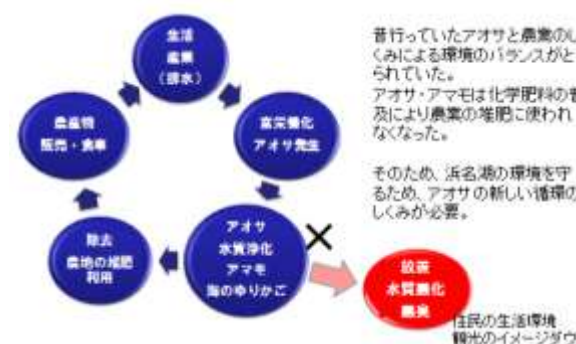 生活
産業
(排水)
富栄養化
アオサ発生
アオサ
水質浄化
アマモ
海のゆりかご
除去
農地の堆肥
利用
農産物
販売・食事
放置
水質悪化
悪臭
昔行っていたアオサと農業のし
くみによる環境のバランスがと
られていた。
アオサ・アマモは化学肥料の普
及により農業の堆肥に使われ
なくなった。
そのため、浜名湖の環境を守
るため、アオサの新しい循環の
しくみが必要。
住民の生活環境
観光のイメージダウ